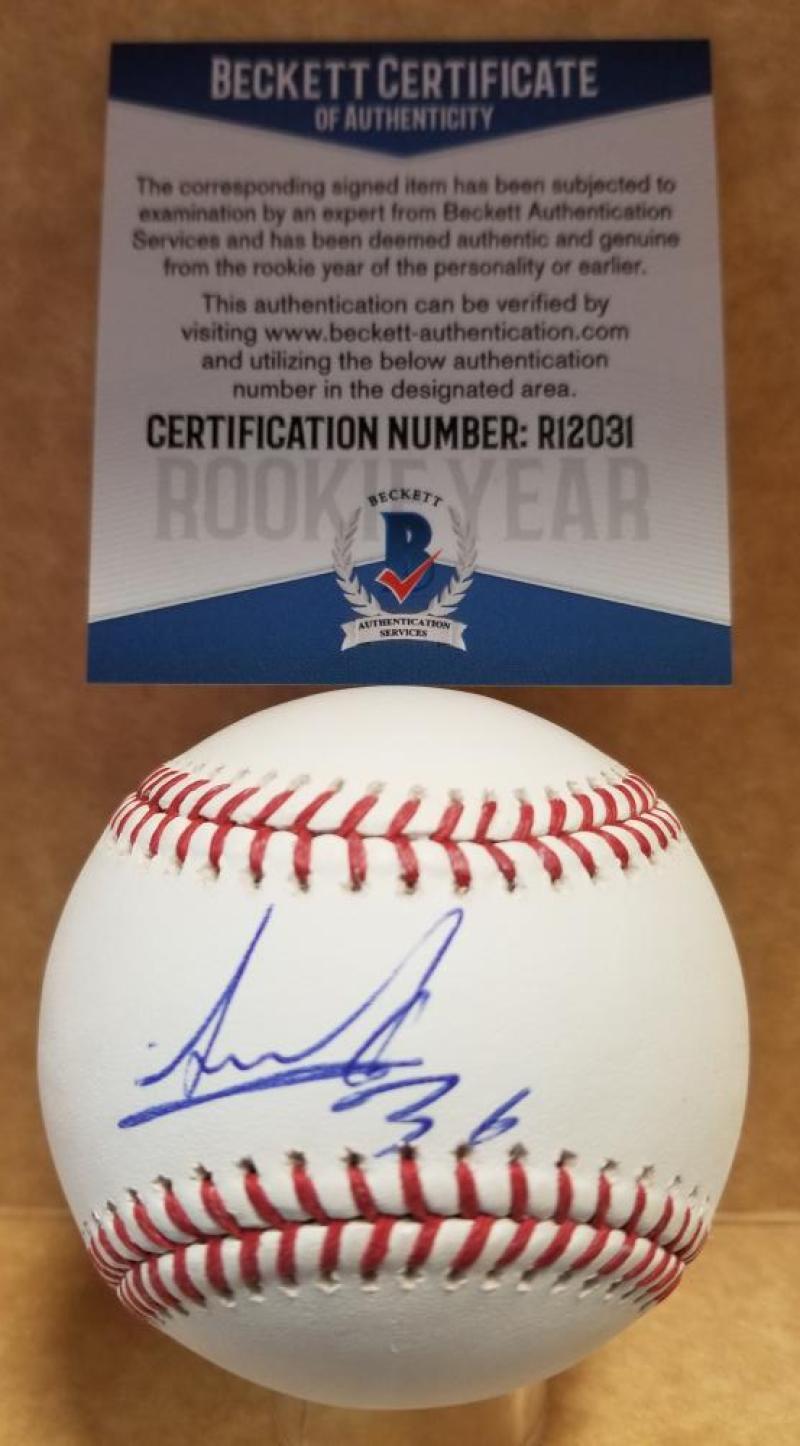 BECKETT CERTIFICATE
OF AUTHENTICITY
The corresponding signed item has been subjected to
examination by an expert from Beckett Authentication
Services and has been deemed authentic and genuine
from the rookie year of the personality or earlier.
This authentication can be verified by
visiting www.beckett-authentication.com
and utilizing the below authentication
number in the designated area.
CERTIFICATION NUMBER: R12031
ROOKIE YEAR
BECKETT
B
AUTHENTICATION
SERVICES
36